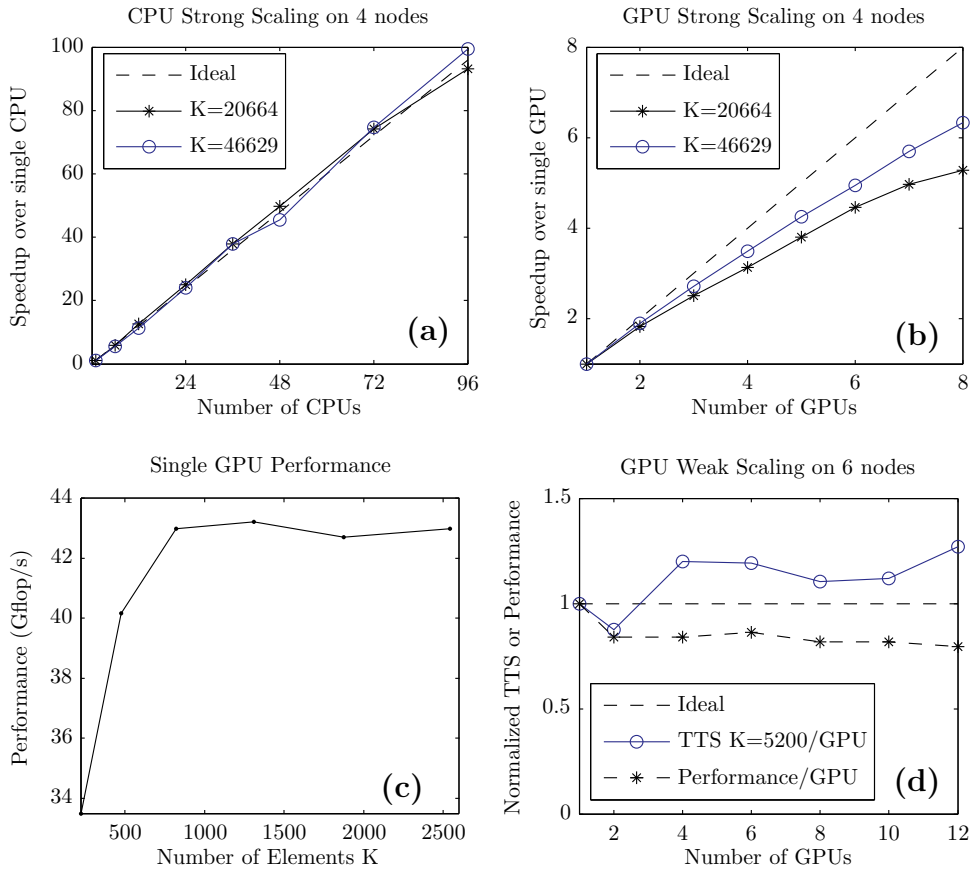 CPU Strong Scaling on 4 nodes
100
80
60
40
20
0
Speedup over single CPU
Ideal
K=20664
K=46629
(a)
24
48
72
96
Number of CPUs
GPU Strong Scaling on 4 nodes
8
6
4
2
Speedup over single GPU
Ideal
K=20664
K=46629
(b)
2
4
6
8
Number of GPUs
Single GPU Performance
44
42
40
38
36
34
Performance (Gflop/s)
(c)
500
1000
1500
2000
2500
Number of Elements K
GPU Weak Scaling on 6 nodes
1.5
1
0.5
0
Normalized TTS or Performance
Ideal
TTS K=5200/GPU
Performance/GPU
(d)
2
4
6
8
10
12
Number of GPUs